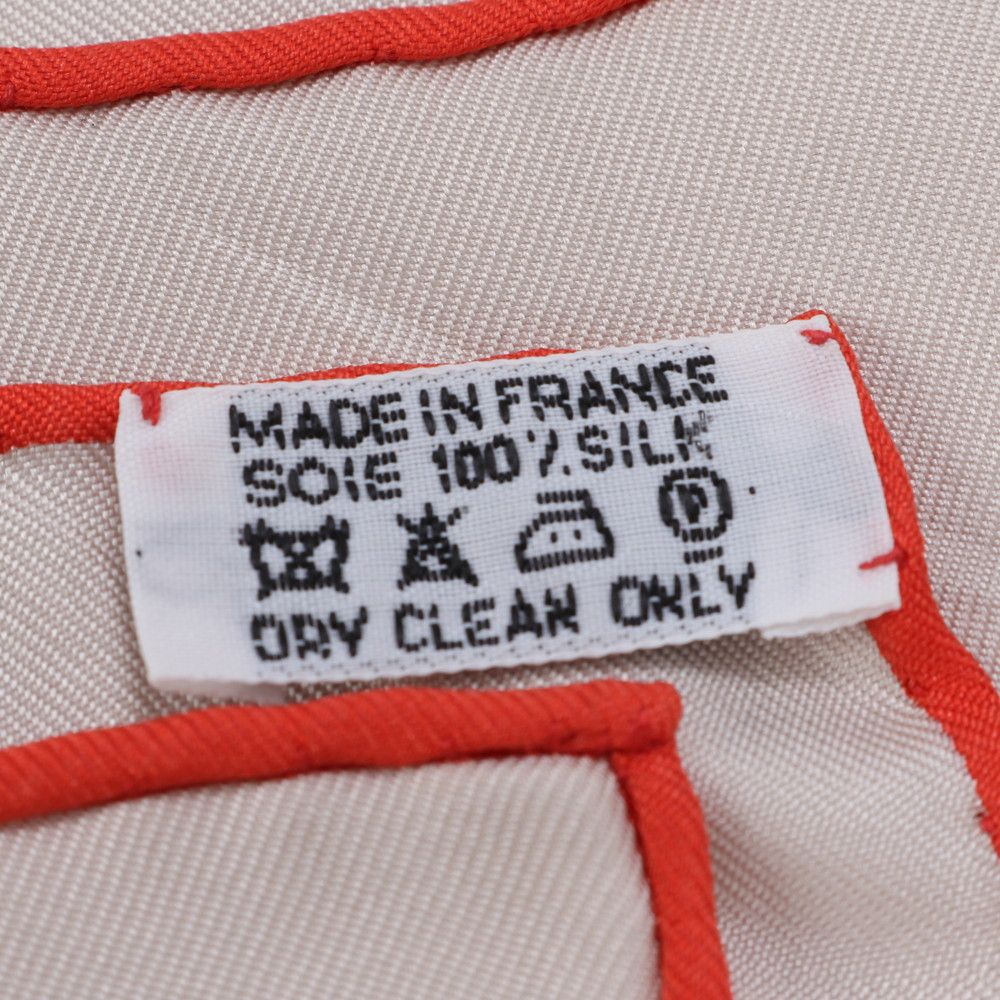 MADE IN FRANCE
SOIE 100% SILK
P
DRY CLEAN ONLY